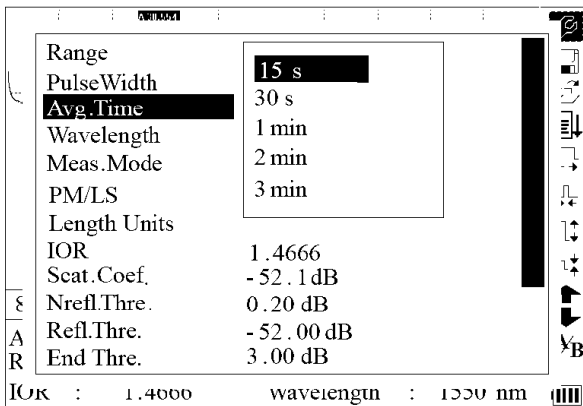 Range
PulseWidth
Avg.Time
Wavelength
Meas.Mode
PM/LS
Length Units
IOR 1.4666
Scat.Coef. -52.1dB
Nrefl.Thre. 0.20 dB
Refl.Thre. -52.00dB
End Thre. 3.00 dB
15 s
30 s
1 min
2 min
3 min
A
R
A/B
IOR : 1.4666 wavelength : 1550 nm